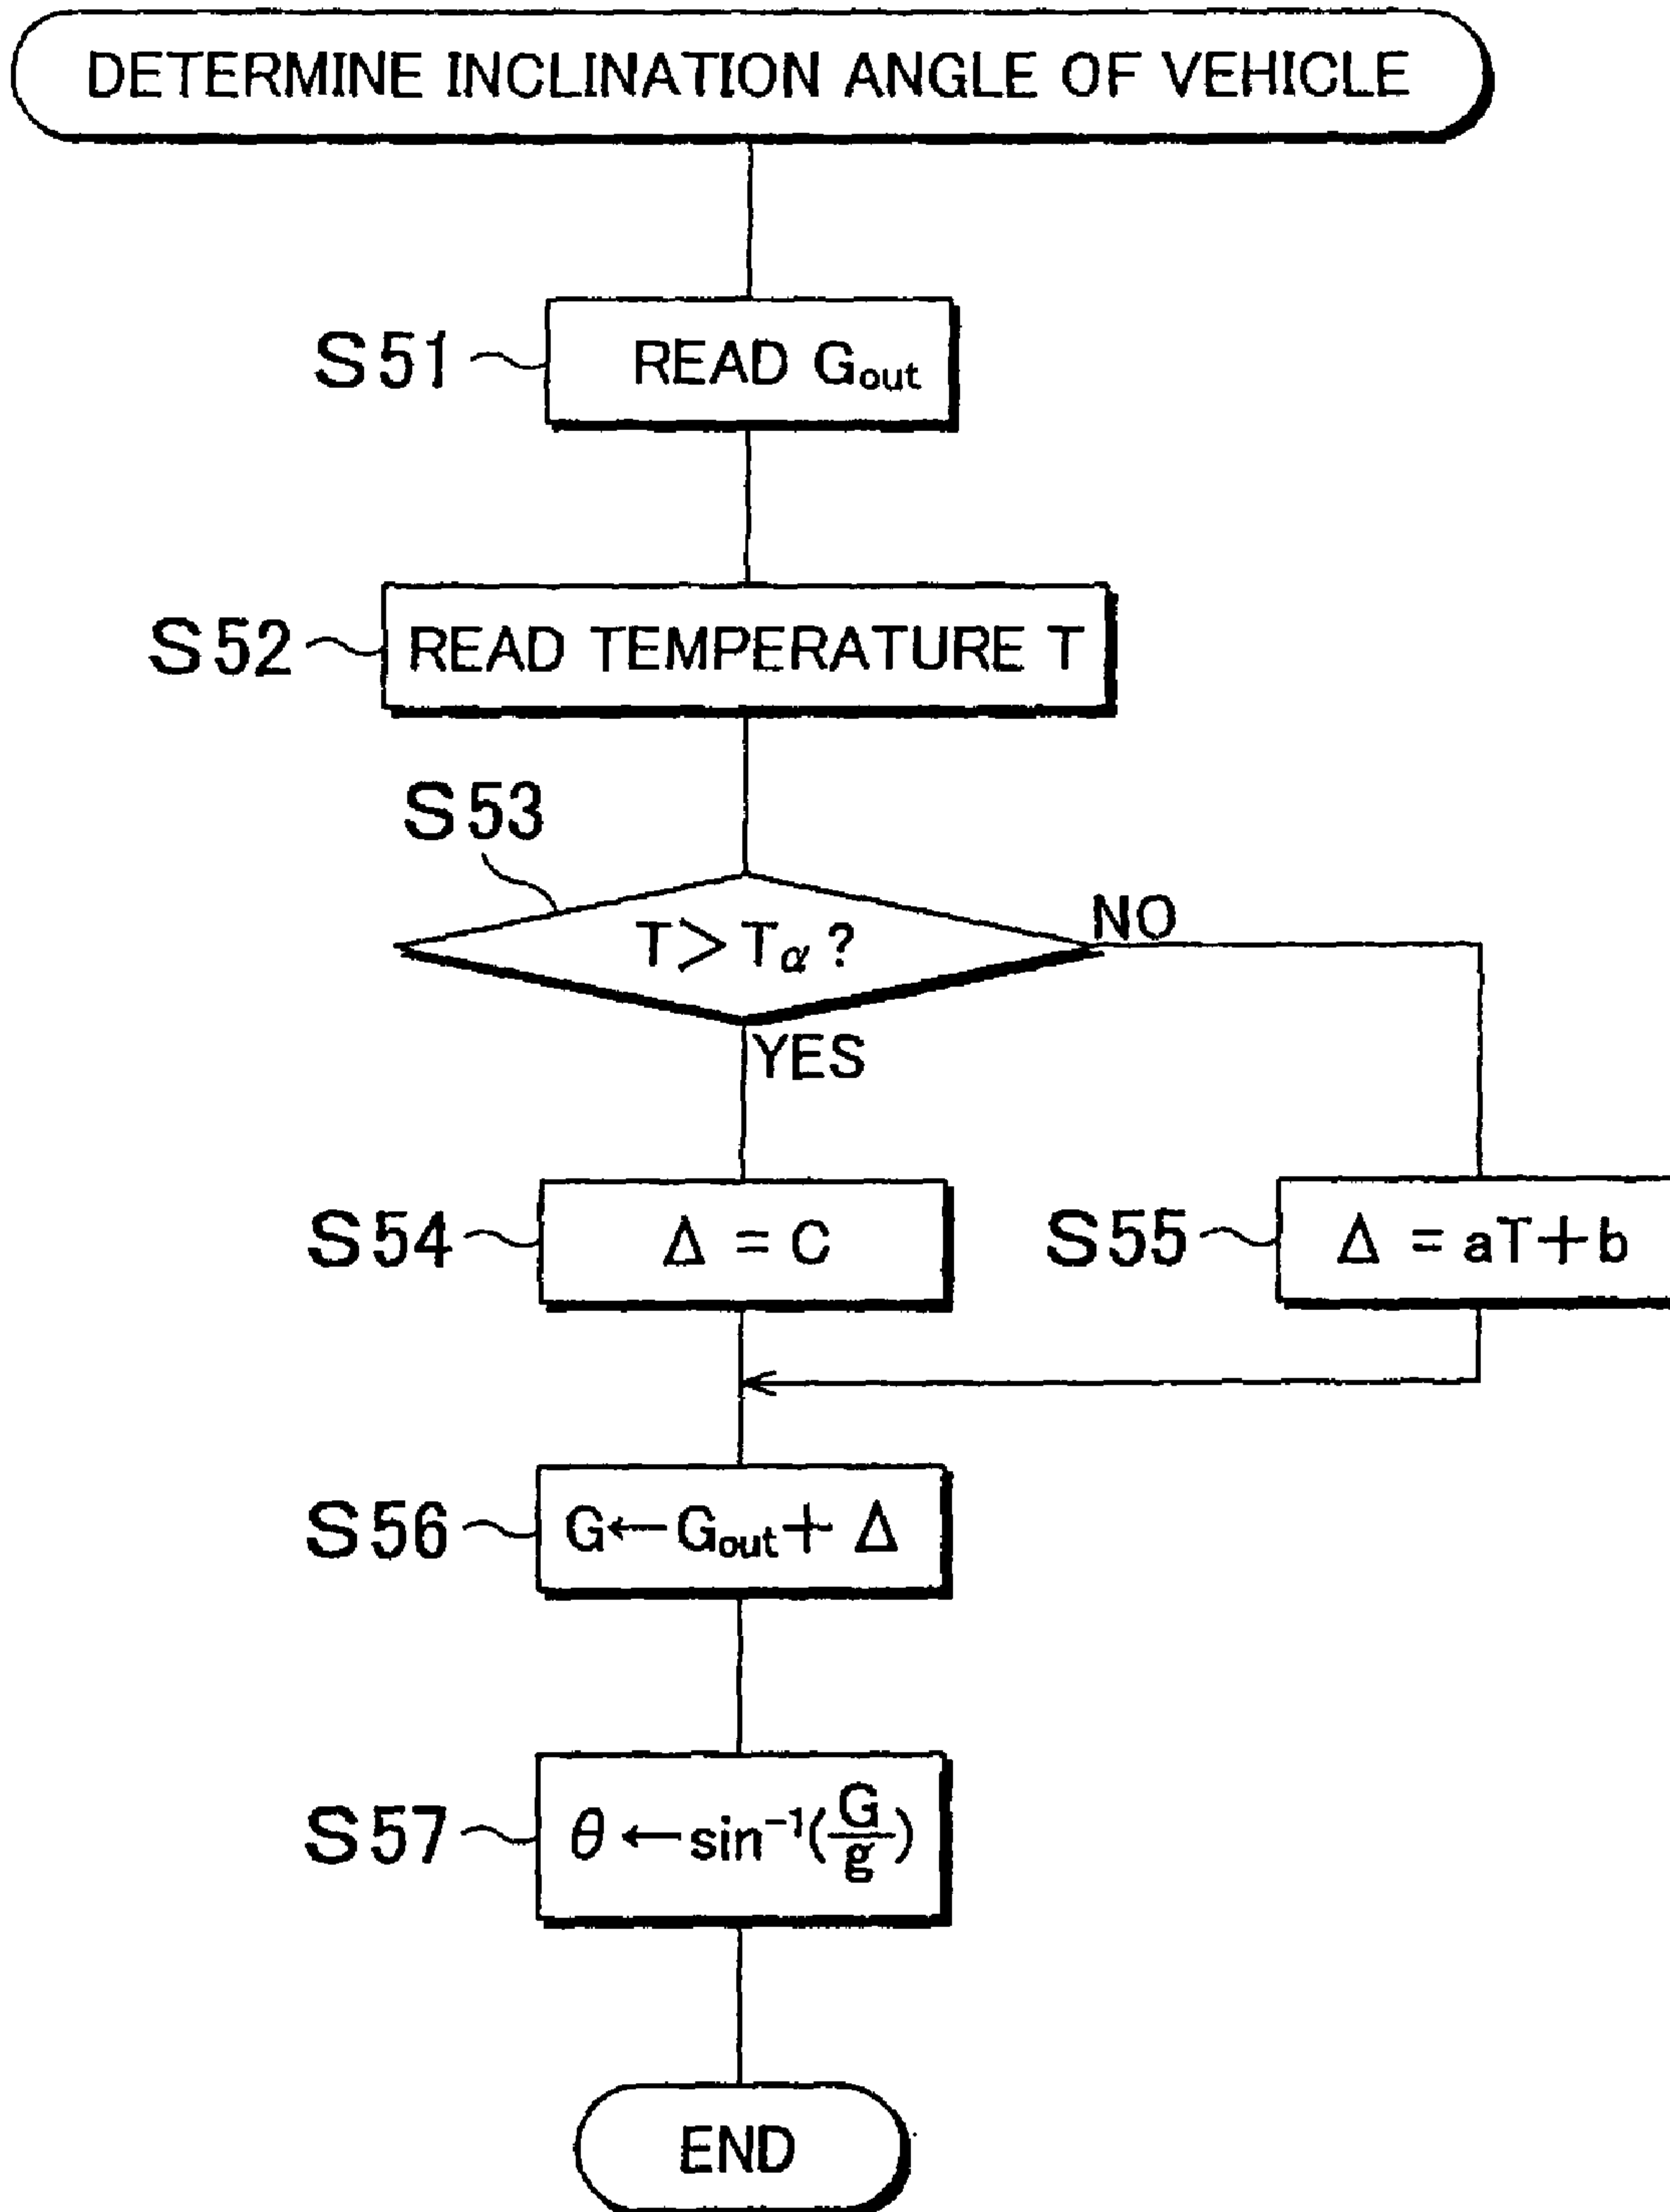 DETERMINE INCLINATION ANGLE OF VEHICLE
S51
READ Gout
S52
READ TEMPERATURE T
S53
T > Tα ?
NO
YES
S54
Δ = C
S55
Δ = aT+b
S56
G←Gout+ Δ
S57
θ ← sin⁻¹(G/g)
END